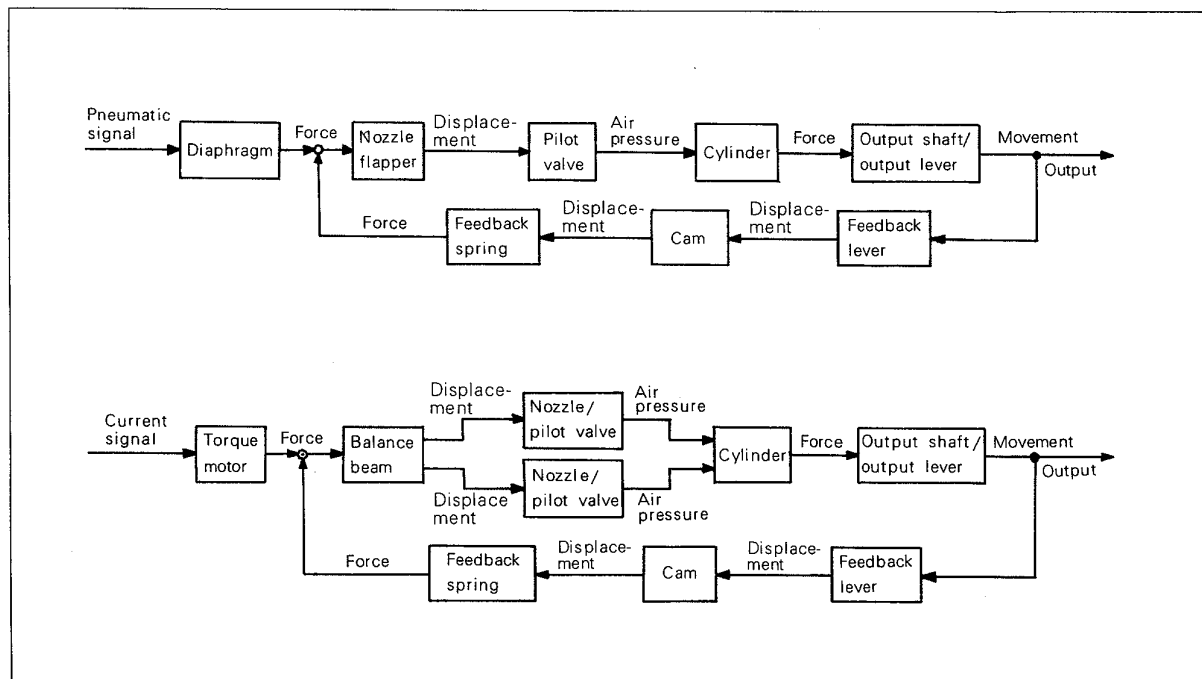 Pneumatic
signal
Diaphragm
Force
Nozzle
flapper
Displace-
ment
Pilot
valve
Air
pressure
Cylinder
Force
Output shaft/
output lever
Movement
Output
Force
Feedback
spring
Displace-
ment
Cam
Displace-
ment
Feedback
lever
Current
signal
Torque
motor
Force
Balance
beam
Displace-
ment
Nozzle/
pilot valve
Air
pressure
Displace
ment
Nozzle/
pilot valve
Air
pressure
Cylinder
Force
Output shaft/
output lever
Movement
Output
Force
Feedback
spring
Displace-
ment
Cam
Displace-
ment
Feedback
lever